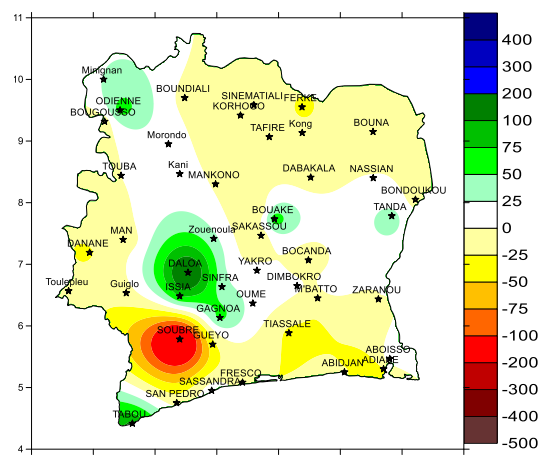 11
10
9
8
7
6
5
4
Minignan
ODIENNE
BOUGOUSSO
BOUNDIALI
SINEMATIALI
FERKE
KORHOGO
TAFIRE
Kong
BOUNA
Morondo
TOUBA
Kani
MANKONO
DABAKALA
NASSIAN
BONDOUKOU
TANDA
BOUAKE
SAKASSOU
Zouenoula
MAN
DANANE
BOCANDA
DALOA
YAKRO
SINFRA
DIMBOKRO
Toulepleu
Guiglo
ISSIA
OUME
M'BATTO
ZARANOU
GAGNOA
SOUBRE
GUEYO
TIASSALE
ABOISSO
ABIDJAN
ADIAKE
FRESCO
SASSANDRA
SAN PEDRO
TABOU
400
300
200
100
75
50
25
0
-25
-50
-75
-100
-200
-300
-400
-500